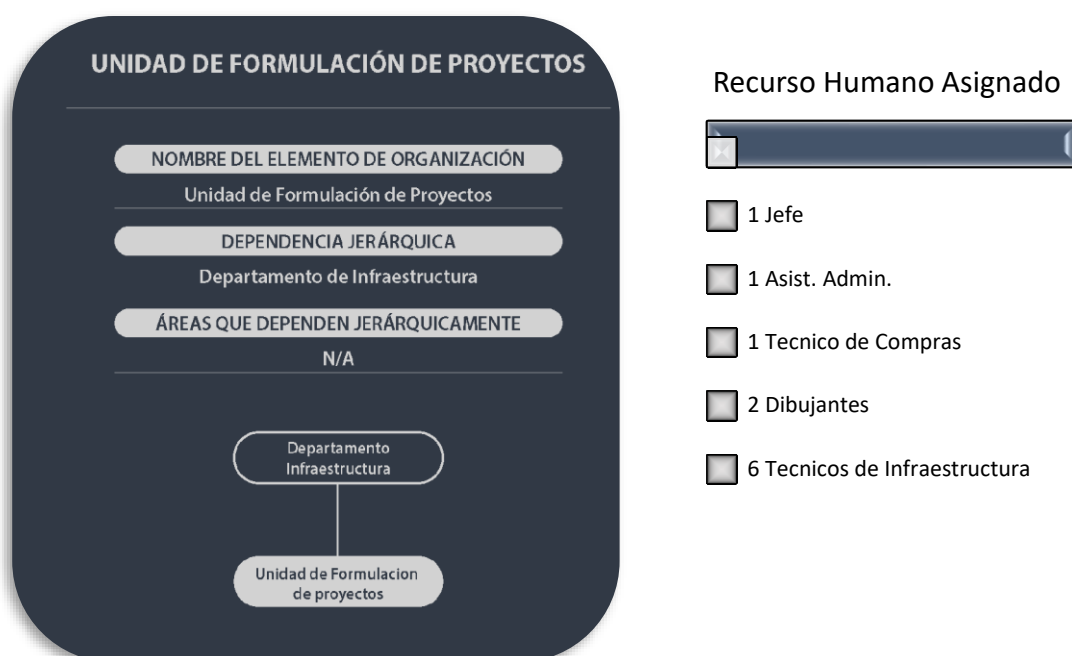 UNIDAD DE FORMULACIÓN DE PROYECTOS
NOMBRE DEL ELEMENTO DE ORGANIZACIÓN
Unidad de Formulación de Proyectos
DEPENDENCIA JERÁRQUICA
Departamento de Infraestructura
ÁREAS QUE DEPENDEN JERÁRQUICAMENTE
N/A
Departamento
Infraestructura
Unidad de Formulacion
de proyectos
Recurso Humano Asignado
1 Jefe
1 Asist. Admin.
1 Tecnico de Compras
2 Dibujantes
6 Tecnicos de Infraestructura